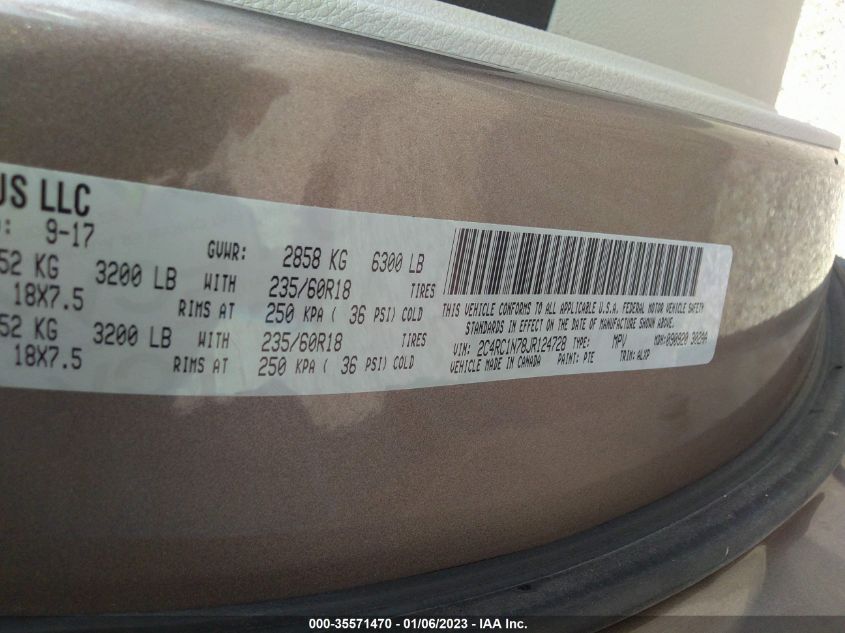 US LLC
9-17
GVWR: 2858 KG 6300 LB
52 KG 3200 LB WITH 235/60R18 TIRES
18X7.5 RIMS AT 250 KPA ( 36 PSI) COLD
52 KG 3200 LB WITH 235/60R18 TIRES
18X7.5 RIMS AT 250 KPA ( 36 PSI) COLD
THIS VEHICLE CONFORMS TO ALL APPLICABLE U.S.A. FEDERAL MOTOR VEHICLE SAFETY
STANDARDS IN EFFECT ON THE DATE OF MANUFACTURE SHOWN ABOVE.
VIN: 2C4RC1N78JR124728 TYPE: MPV MDH: 090820
VEHICLE MADE IN CANADA PAINT: PTE TRIM:
000-35571470 - 01/06/2023 - IAA Inc.